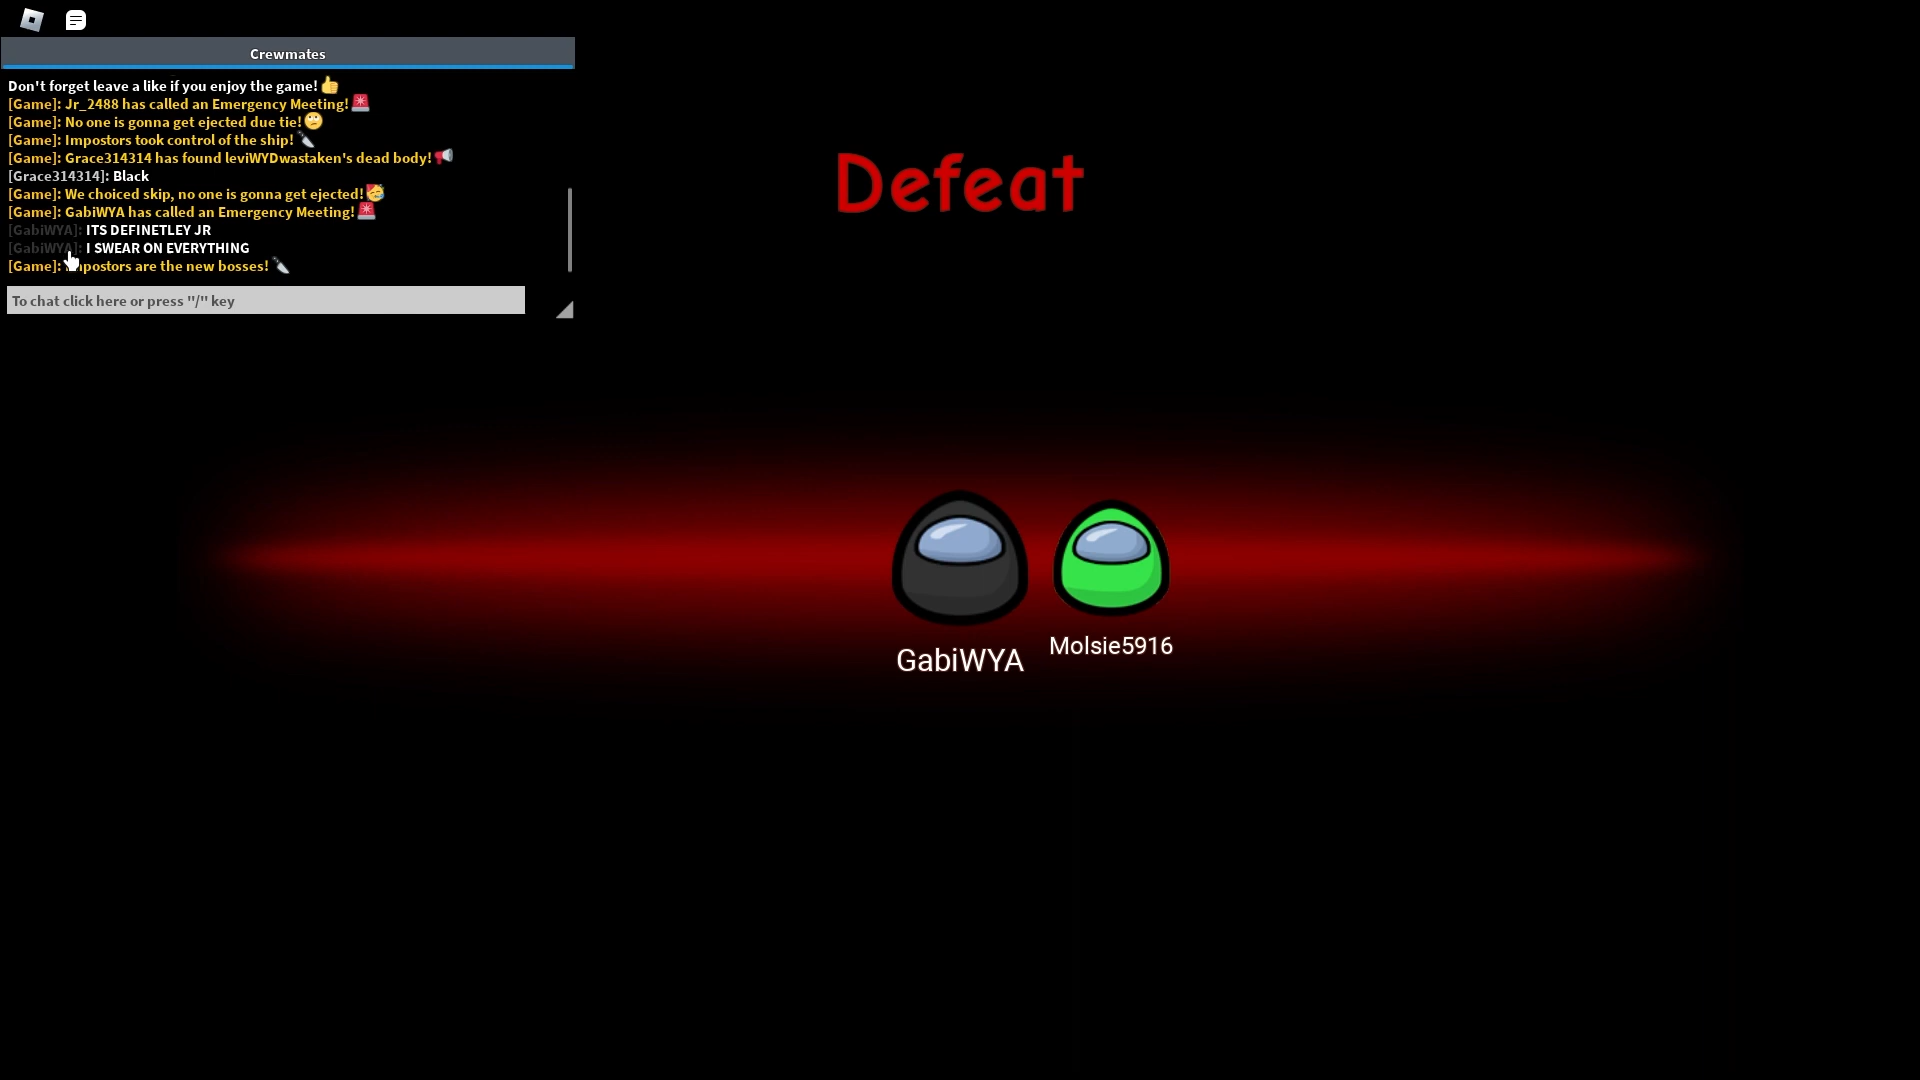 Crewmates
Don't forget leave a like if you enjoy the game!👍
[Game]: Jr_2488 has called an Emergency Meeting!🚨
[Game]: No one is gonna get ejected due tie!🙄
[Game]: Impostors took control of the ship!🔪
[Game]: Grace314314 has found leviWYDwastaken's dead body!📢
[Grace314314]: Black
[Game]: We choiced skip, no one is gonna get ejected!🥳
[Game]: GabiWYA has called an Emergency Meeting!🚨
[GabiWYA]: ITS DEFINETLEY JR
[GabiWYA]: I SWEAR ON EVERYTHING
[Game]: Impostors are the new bosses!🔪
To chat click here or press "/" key
Defeat
GabiWYA
Molsie5916